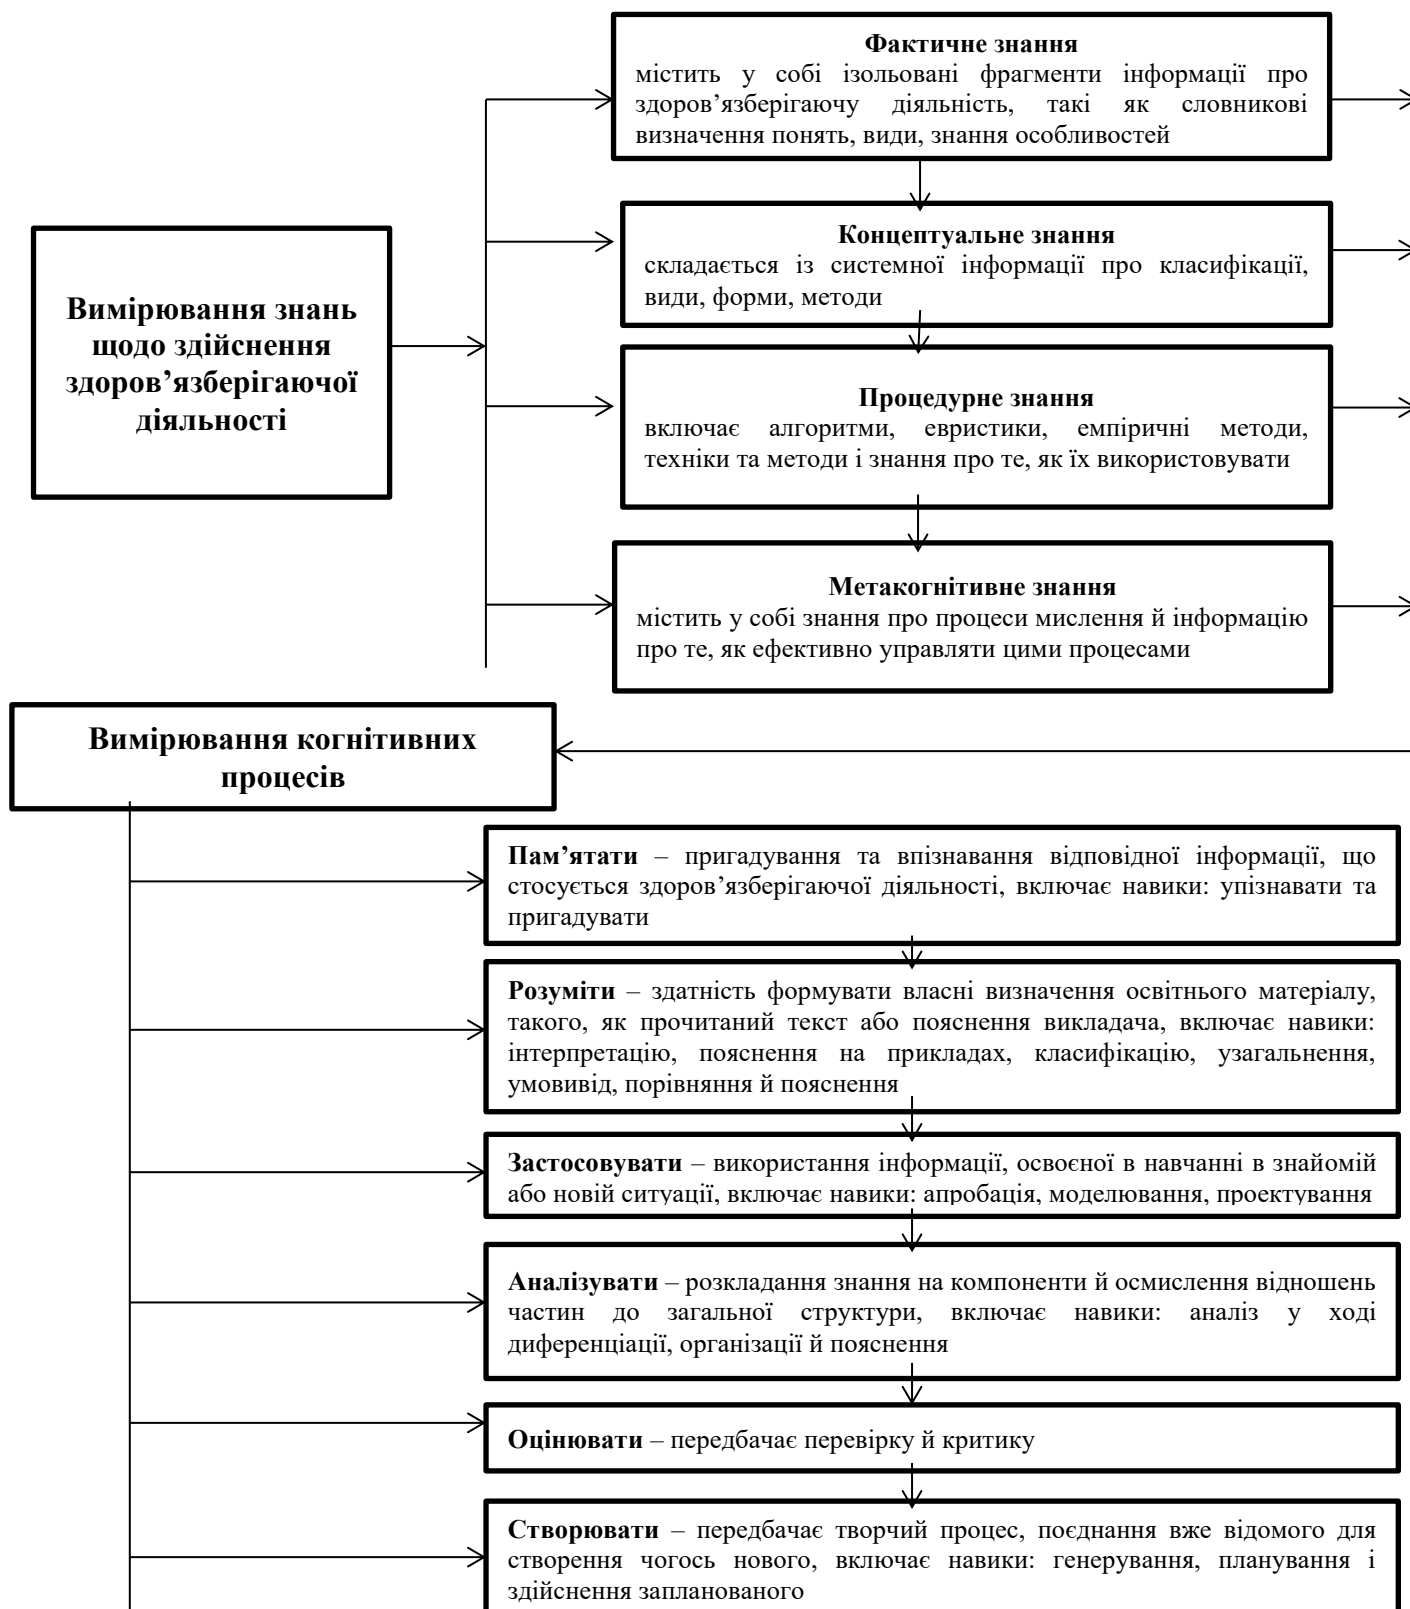 Фактичне знання
містить у собі ізольовані фрагменти інформації про
здоров’язберігаючу діяльність, такі як словникові
визначення понять, види, знання особливостей
Концептуальне знання
складається із системної інформації про класифікації,
види, форми, методи
Вимірювання знань
щодо здійснення
здоров’язберігаючої
діяльності
Процедурне знання
включає алгоритми, евристики, емпіричні методи,
техніки та методи і знання про те, як їх використовувати
Метакогнітивне знання
містить у собі знання про процеси мислення й інформацію
про те, як ефективно управляти цими процесами
Вимірювання когнітивних
процесів
Пам’ятати – пригадування та впізнавання відповідної інформації, що
стосується здоров’язберігаючої діяльності, включає навики: упізнавати та
пригадувати
Розуміти – здатність формувати власні визначення освітнього матеріалу,
такого, як прочитаний текст або пояснення викладача, включає навики:
інтерпретацію, пояснення на прикладах, класифікацію, узагальнення,
умовивід, порівняння й пояснення
Застосовувати – використання інформації, освоєної в навчанні в знайомій
або новій ситуації, включає навики: апробація, моделювання, проектування
Аналізувати – розкладання знання на компоненти й осмислення відношень
частин до загальної структури, включає навики: аналіз у ході
диференціації, організації й пояснення
Оцінювати – передбачає перевірку й критику
Створювати – передбачає творчий процес, поєднання вже відомого для
створення чогось нового, включає навики: генерування, планування і
здійснення запланованого